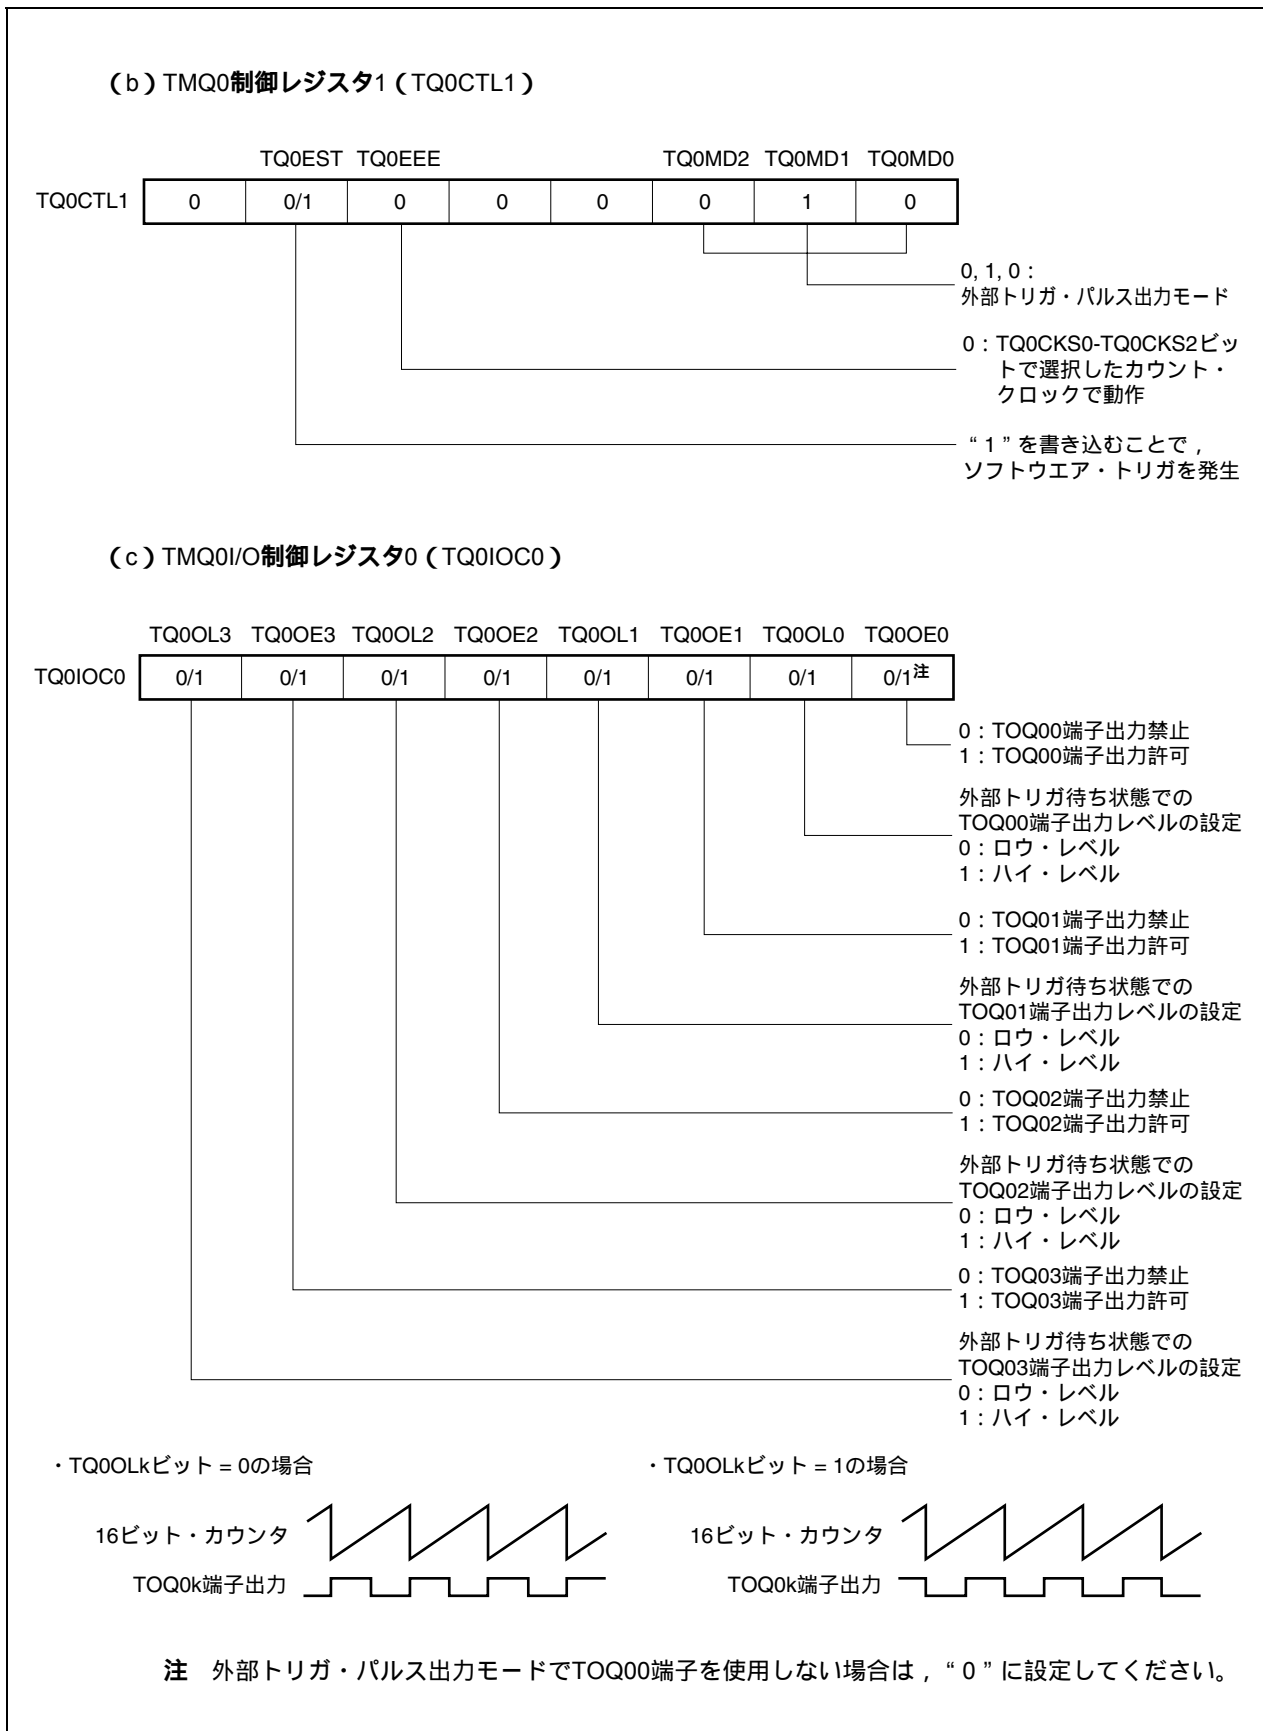 (b) TMQ0制御レジスタ1(TQ0CTL1)
TQ0EST TQ0EEE TQ0MD2 TQ0MD1 TQ0MD0
TQ0CTL1 0 0/1 0 0 0 0 1 0
0, 1, 0:
外部トリガ・パルス出力モード
0:TQ0CKS0-TQ0CKS2ビッ
トで選択したカウント・
クロックで動作
“1”を書き込むことで,
ソフトウエア・トリガを発生
(c) TMQ0I/O制御レジスタ0(TQ0IOC0)
TQ0OL3 TQ0OE3 TQ0OL2 TQ0OE2 TQ0OL1 TQ0OE1 TQ0OL0 TQ0OE0
TQ0IOC0 0/1 0/1 0/1 0/1 0/1 0/1 0/1 0/1注
0:TOQ00端子出力禁止
1:TOQ00端子出力許可
外部トリガ待ち状態での
TOQ00端子出力レベルの設定
0:ロウ・レベル
1:ハイ・レベル
0:TOQ01端子出力禁止
1:TOQ01端子出力許可
外部トリガ待ち状態での
TOQ01端子出力レベルの設定
0:ロウ・レベル
1:ハイ・レベル
0:TOQ02端子出力禁止
1:TOQ02端子出力許可
外部トリガ待ち状態での
TOQ02端子出力レベルの設定
0:ロウ・レベル
1:ハイ・レベル
0:TOQ03端子出力禁止
1:TOQ03端子出力許可
外部トリガ待ち状態での
TOQ03端子出力レベルの設定
0:ロウ・レベル
1:ハイ・レベル
・TQ0OLkビット = 0の場合
16ビット・カウンタ
TOQ0k端子出力
・TQ0OLkビット = 1の場合
16ビット・カウンタ
TOQ0k端子出力
注 外部トリガ・パルス出力モードでTOQ00端子を使用しない場合は,“0”に設定してください。